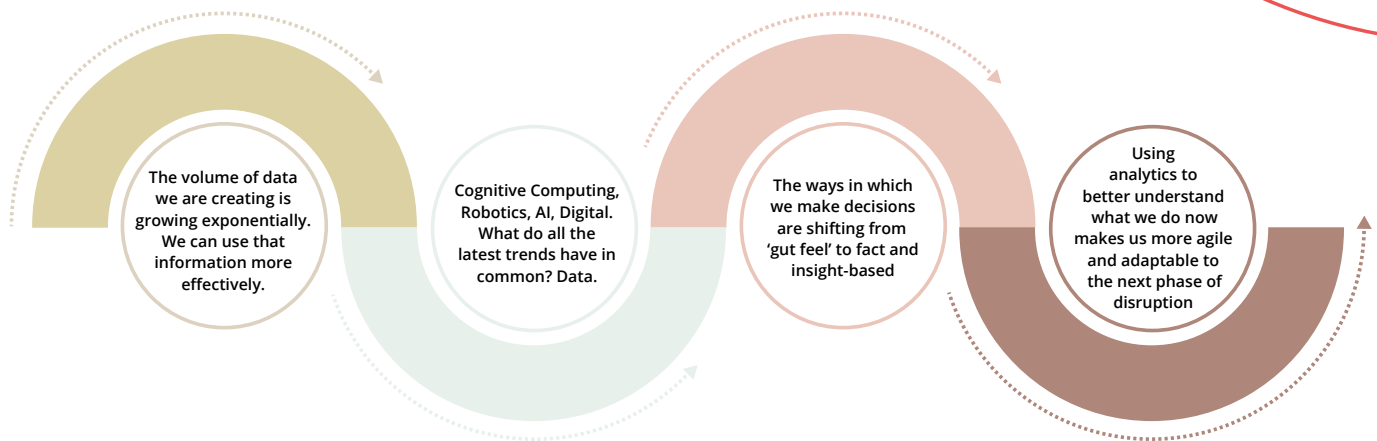 The volume of data
we are creating is
growing exponentially.
We can use that
information more
effectively.
Cognitive Computing,
Robotics, AI, Digital.
What do all the
latest trends have in
common? Data.
The ways in which
we make decisions
are shifting from
‘gut feel’ to fact and
insight-based
Using
analytics to
better understand
what we do now
makes us more agile
and adaptable to
the next phase of
disruption